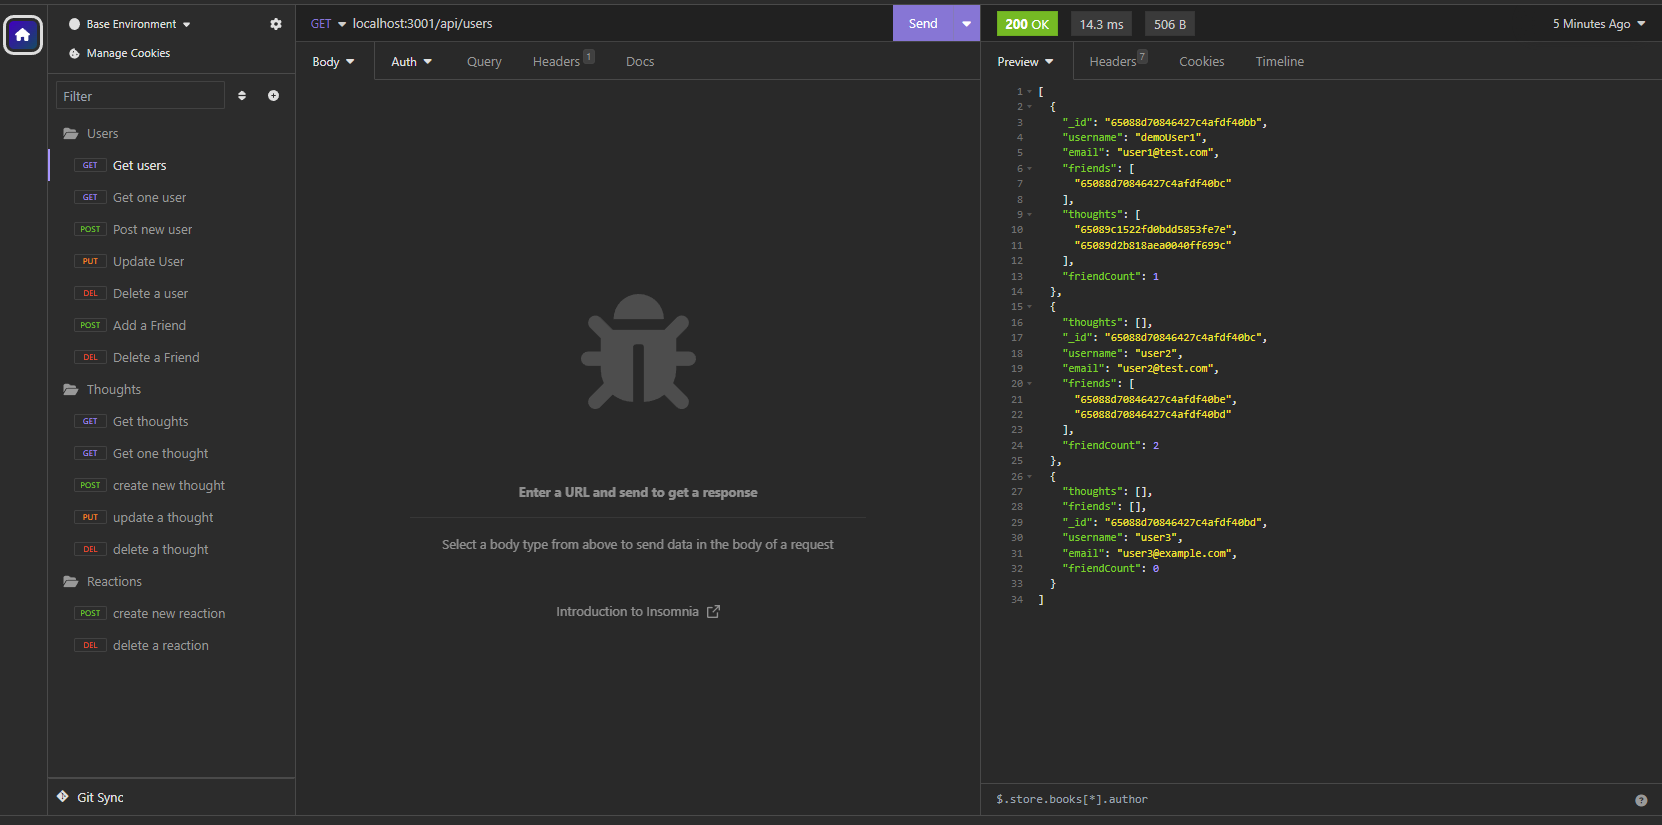 Base Environment
Manage Cookies
Filter
Users
GET Get users
GET Get one user
POST Post new user
PUT Update User
DEL Delete a user
POST Add a Friend
DEL Delete a Friend
Thoughts
GET Get thoughts
GET Get one thought
POST create new thought
PUT update a thought
DEL delete a thought
Reactions
POST create new reaction
DEL delete a reaction
Git Sync
GET localhost:3001/api/users Send
Body Auth Query Headers 1 Docs
Enter a URL and send to get a response
Select a body type from above to send data in the body of a request
Introduction to Insomnia
200 OK 14.3 ms 506 B 5 Minutes Ago
Preview Headers 7 Cookies Timeline
1 [
2 {
3 "_id": "65088d70846427c4afdf40bb",
4 "username": "demoUser1",
5 "email": "user1@test.com",
6 "friends": [
7 "65088d70846427c4afdf40bc"
8 ],
9 "thoughts": [
10 "65089c1522fd0bdd5853fe7e",
11 "65089d2b818aea0040ff699c"
12 ],
13 "friendCount": 1
14 },
15 {
16 "thoughts": [],
17 "_id": "65088d70846427c4afdf40bc",
18 "username": "user2",
19 "email": "user2@test.com",
20 "friends": [
21 "65088d70846427c4afdf40be",
22 "65088d70846427c4afdf40bd"
23 ],
24 "friendCount": 2
25 },
26 {
27 "thoughts": [],
28 "friends": [],
29 "_id": "65088d70846427c4afdf40bd",
30 "username": "user3",
31 "email": "user3@example.com",
32 "friendCount": 0
33 }
34 ]
$.store.books[*].author